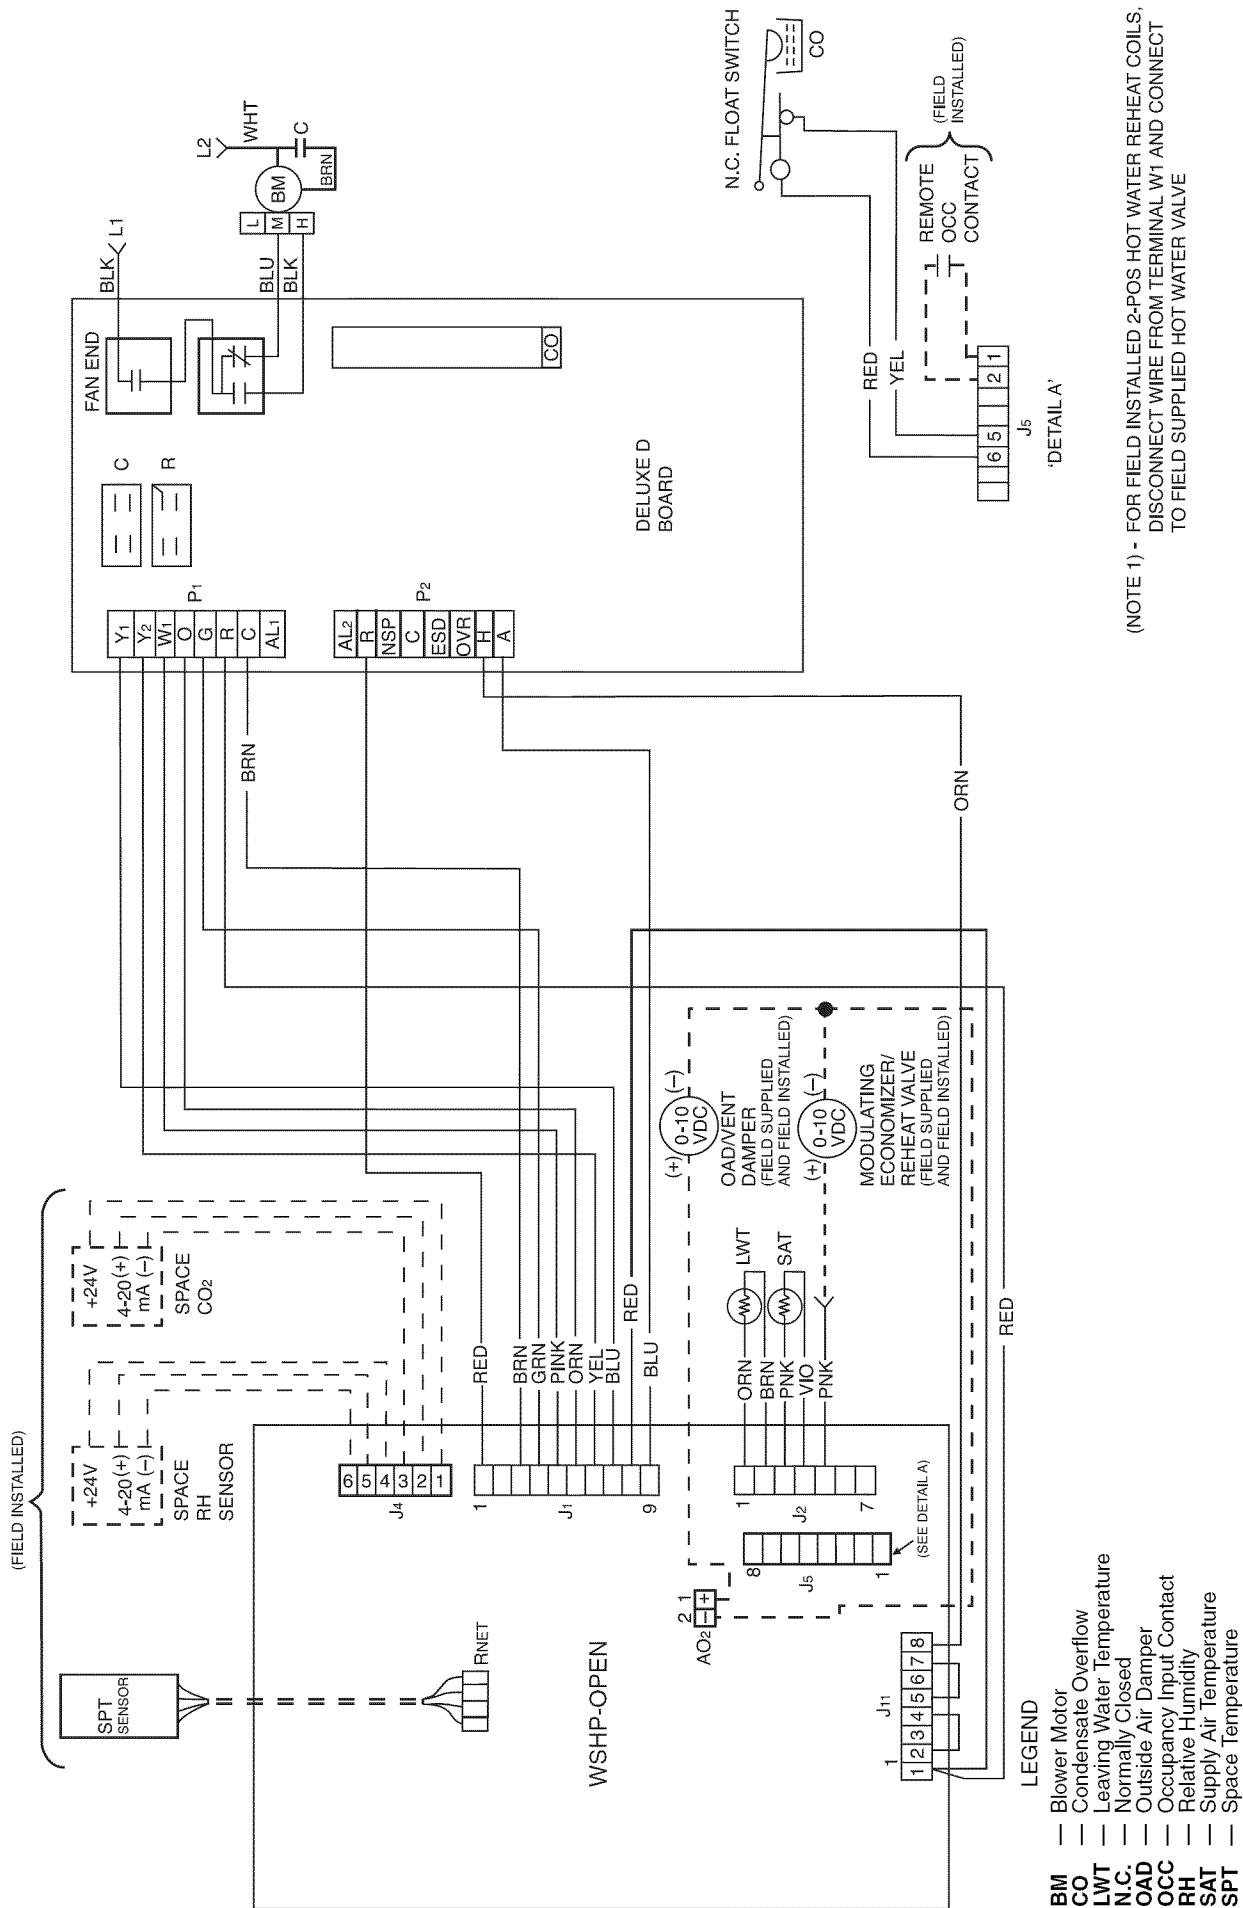 (FIELD INSTALLED)
SPT
SENSOR
+24V
4-20 (+)
mA (–)
SPACE
RH
SENSOR
+24V
4-20 (+)
mA (–)
SPACE
CO2
RNET
WSHP-OPEN
6 5 4 3 2 1
J4
1
J1
9
RED
BRN
GRN
PINK
ORN
YEL
BLU
RED
BLU
1
J2
7
ORN
BRN
PNK
VIO
PNK
LWT
SAT
8
J5
1
(SEE DETAIL A)
AO2
2 1
– +
(+)
0-10
VDC
(–)
OAD/VENT
DAMPER
(FIELD SUPPLIED
AND FIELD INSTALLED)
(+)
0-10
VDC
(–)
MODULATING
ECONOMIZER/
REHEAT VALVE
(FIELD SUPPLIED
AND FIELD INSTALLED)
1
J11
1 2 3 4 5 6 7 8
RED
ORN
BRN
Y1
Y2
W1
O
G
R
C
AL1
P1
AL2
R
NSP
C
ESD
OVR
H
A
P2
C
R
FAN END
CO
DELUXE D
BOARD
BLK
L1
BLU
BLK
L
M
H
BM
L2
WHT
C
BRN
N.C. FLOAT SWITCH
CO
RED
YEL
REMOTE
OCC
CONTACT
(FIELD
INSTALLED)
6 5 2 1
J5
'DETAIL A'
(NOTE 1) - FOR FIELD INSTALLED 2-POS HOT WATER REHEAT COILS,
DISCONNECT WIRE FROM TERMINAL W1 AND CONNECT
TO FIELD SUPPLIED HOT WATER VALVE
LEGEND
BM — Blower Motor
CO — Condensate Overflow
LWT — Leaving Water Temperature
N.C. — Normally Closed
OAD — Outside Air Damper
OCC — Occupancy Input Contact
RH — Relative Humidity
SAT — Supply Air Temperature
SPT — Space Temperature